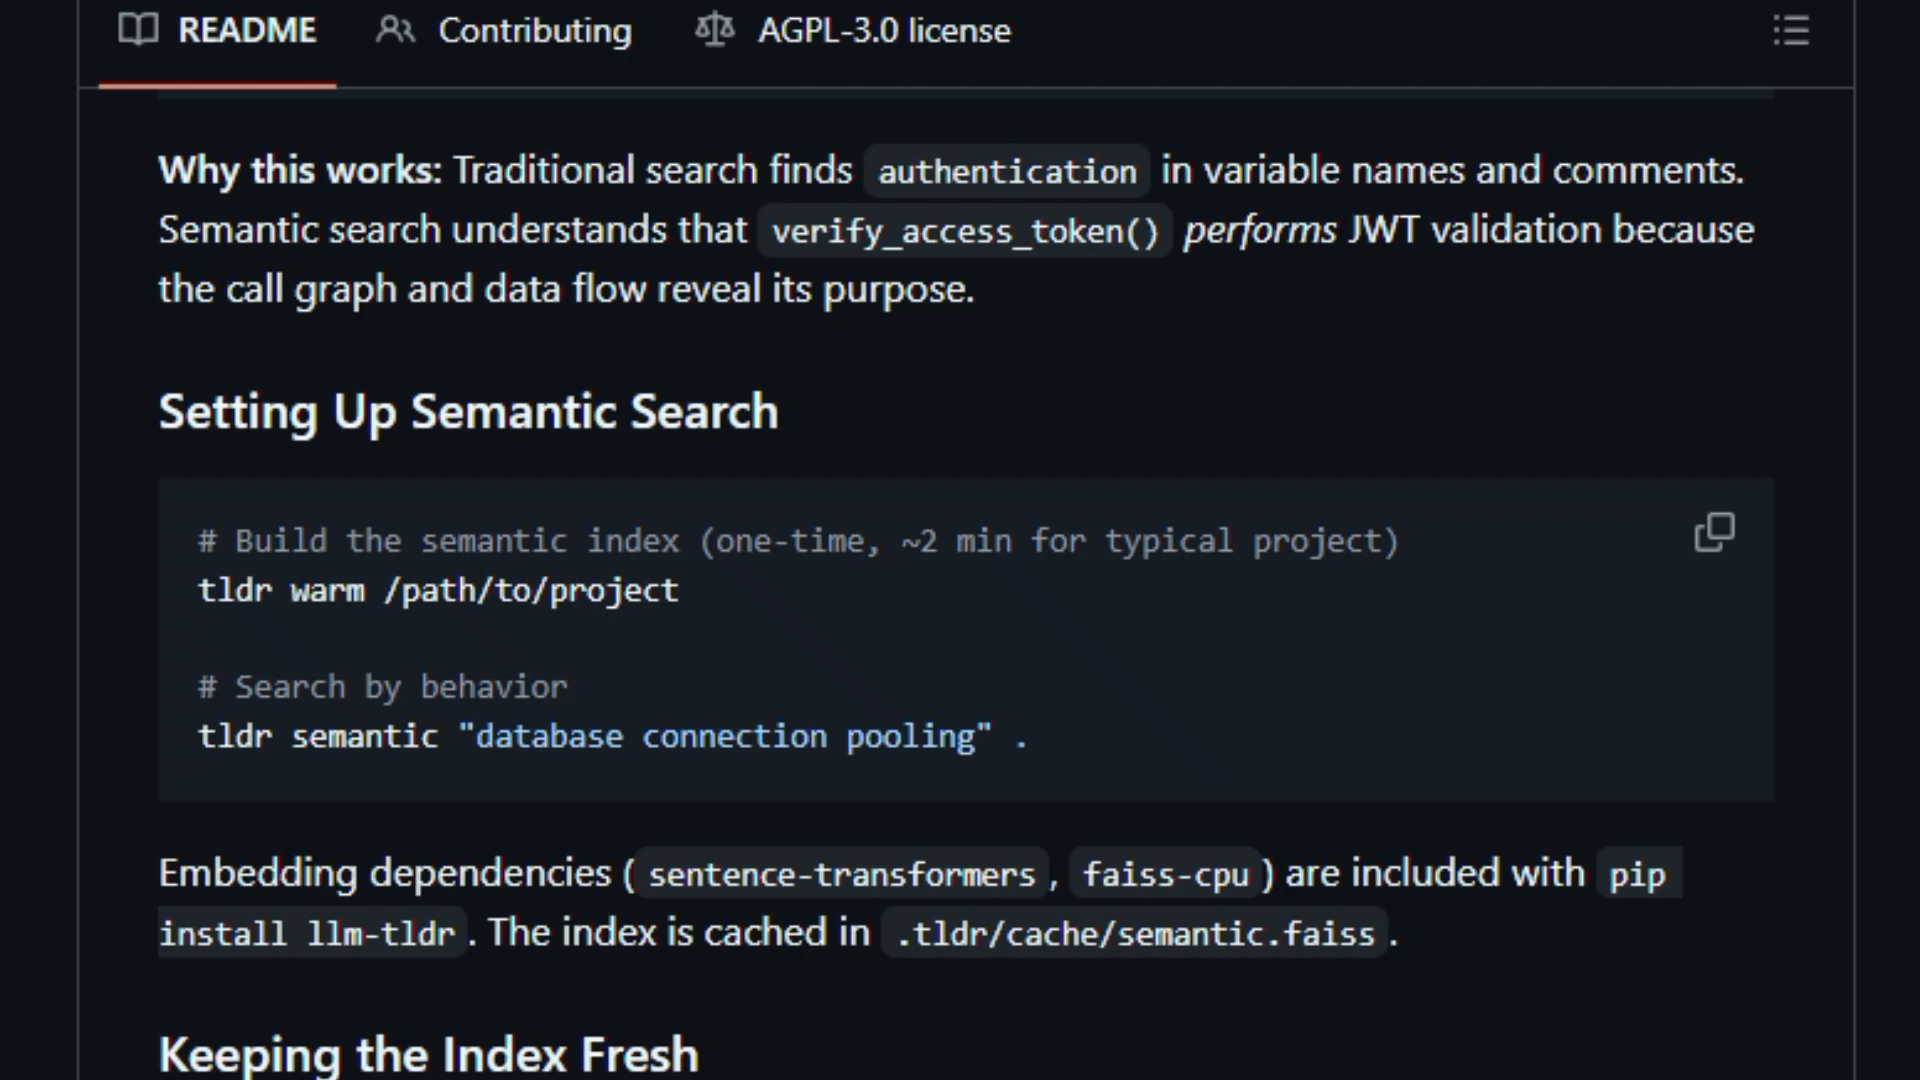 README Contributing AGPL-3.0 license
Why this works: Traditional search finds authentication in variable names and comments.
Semantic search understands that verify_access_token() performs JWT validation because
the call graph and data flow reveal its purpose.
Setting Up Semantic Search
# Build the semantic index (one-time, ~2 min for typical project)
tldr warm /path/to/project
# Search by behavior
tldr semantic "database connection pooling" .
Embedding dependencies ( sentence-transformers , faiss-cpu ) are included with pip
install llm-tldr . The index is cached in .tldr/cache/semantic.faiss .
Keeping the Index Fresh